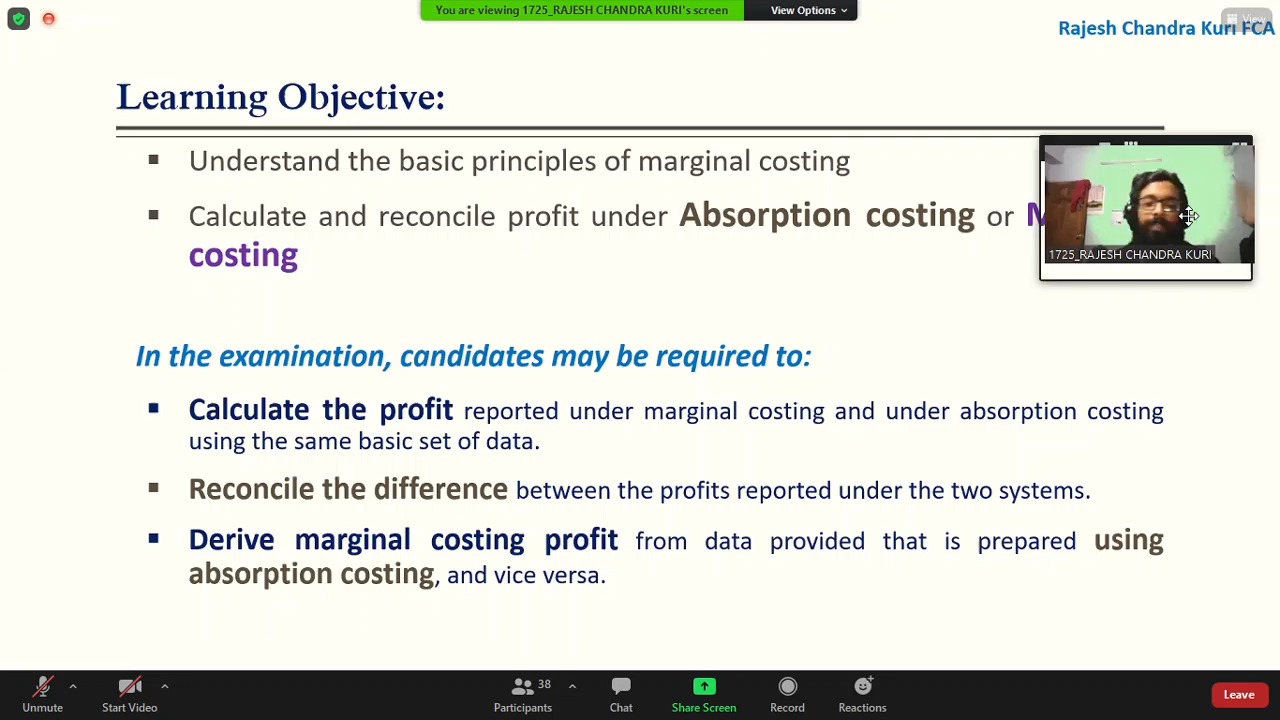 You are viewing 1725_RAJESH CHANDRA KURI's screen
View Options
View
Rajesh Chandra Kuri FCA
Learning Objective:
Understand the basic principles of marginal costing
Calculate and reconcile profit under Absorption costing or M
costing
1725_RAJESH CHANDRA KURI
In the examination, candidates may be required to:
Calculate the profit reported under marginal costing and under absorption costing
using the same basic set of data.
Reconcile the difference between the profits reported under the two systems.
Derive marginal costing profit from data provided that is prepared using
absorption costing, and vice versa.
Unmute
Start Video
38
Participants
Chat
Share Screen
Record
Reactions
Leave